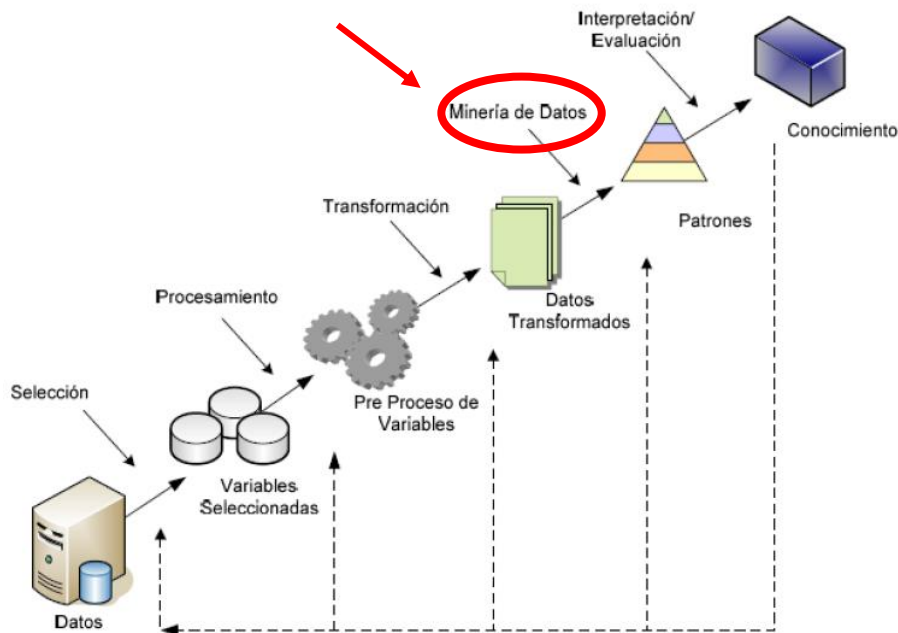 Interpretación/
Evaluación
Minería de Datos
Conocimiento
Transformación
Patrones
Procesamiento
Datos
Transformados
Selección
Pre Proceso de
Variables
Variables
Seleccionadas
Datos